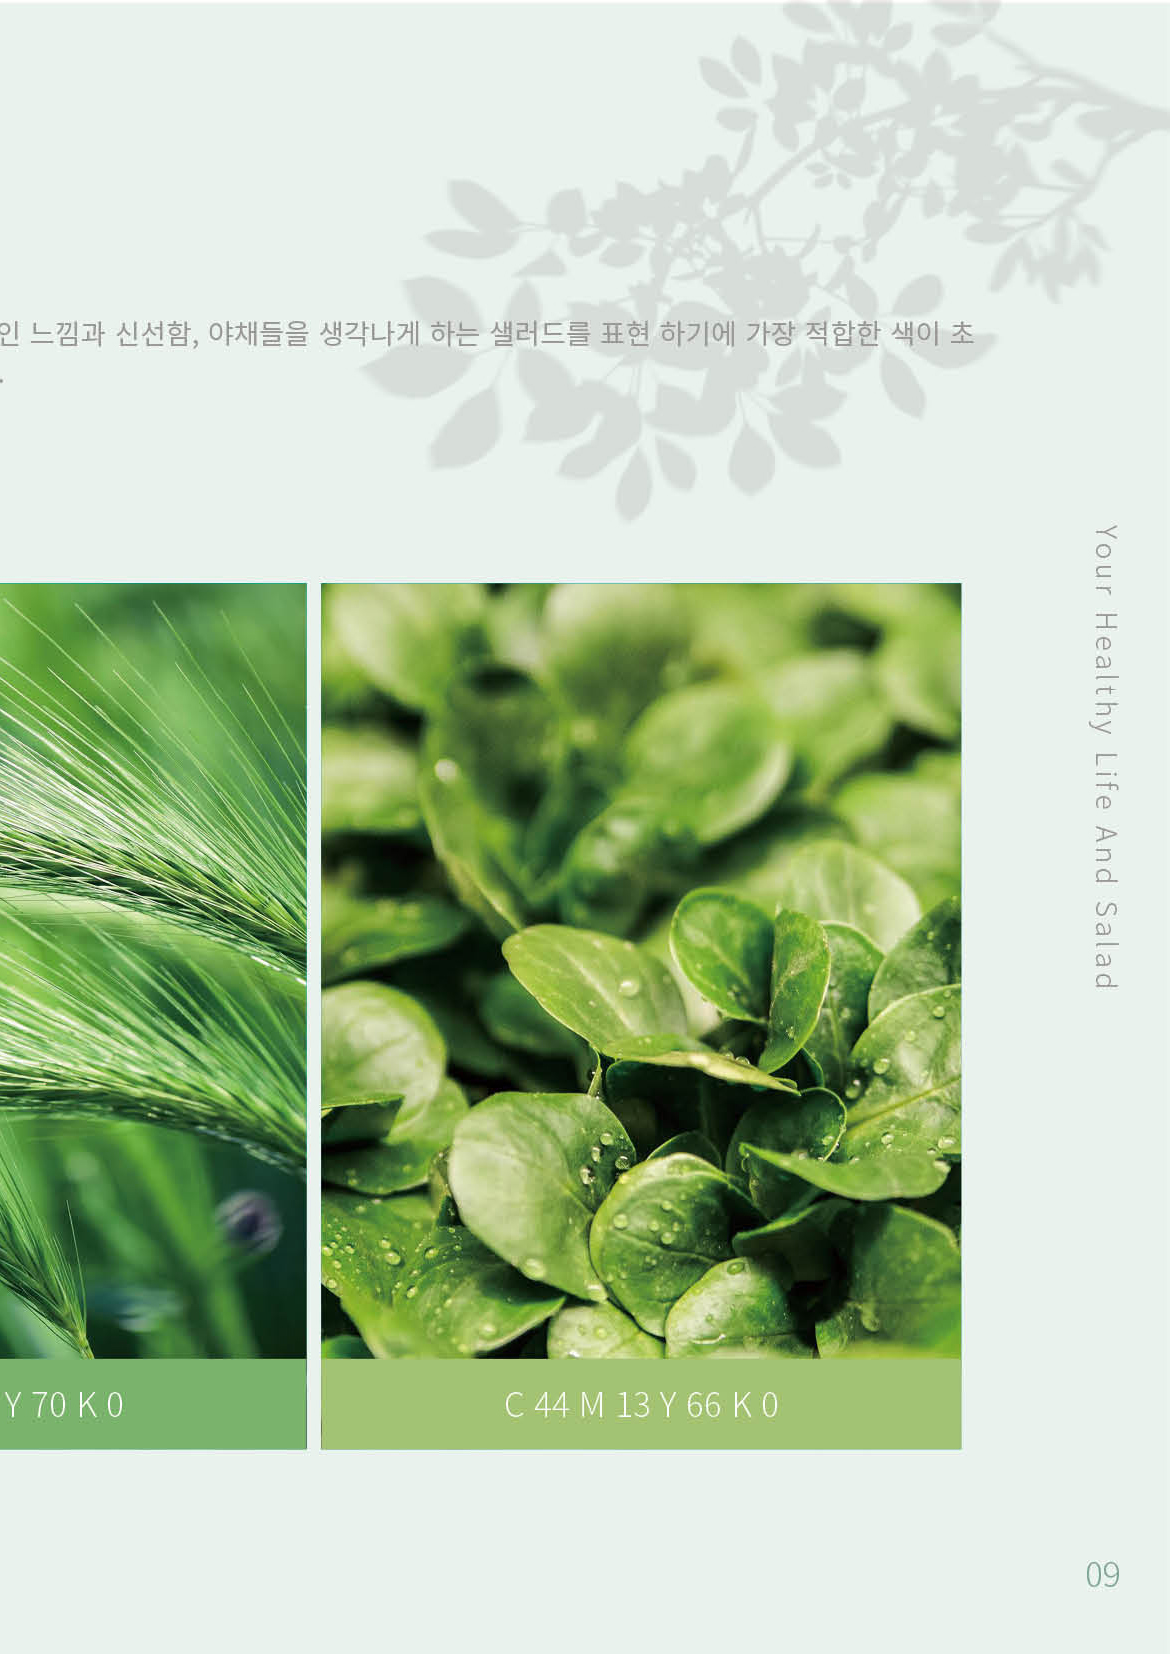 인 느낌과 신선함, 야채들을 생각나게 하는 샐러드를 표현 하기에 가장 적합한 색이 초
.
Your Healthy Life And Salad
Y 70 K 0
C 44 M 13 Y 66 K 0
09